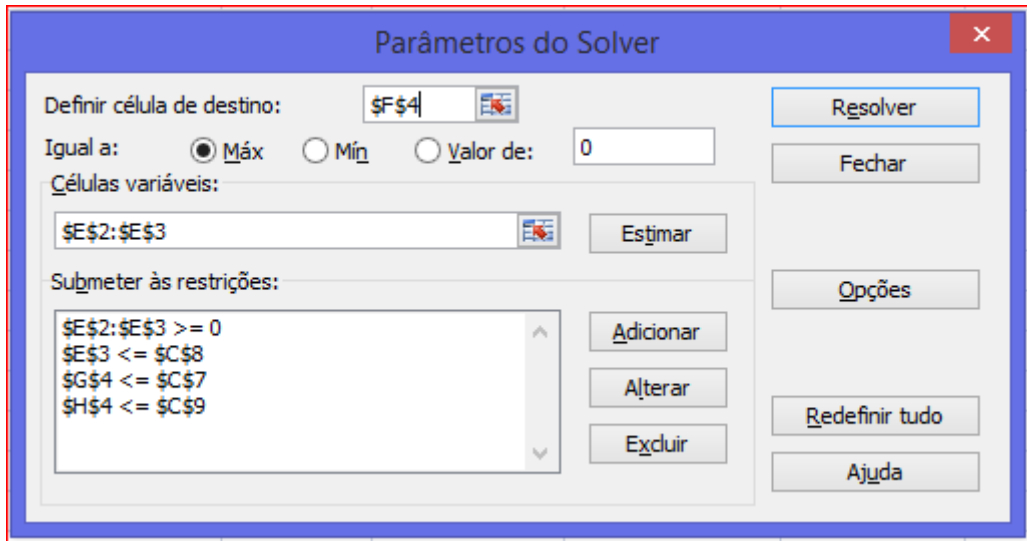 Parâmetros do Solver
×
Definir célula de destino: $F$4
Igual a: Máx Mín Valor de: 0
Células variáveis:
$E$2:$E$3
Estimar
Submeter às restrições:
$E$2:$E$3 >= 0
$E$3 <= $C$8
$G$4 <= $C$7
$H$4 <= $C$9
Adicionar
Alterar
Excluir
Resolver
Fechar
Opções
Redefinir tudo
Ajuda